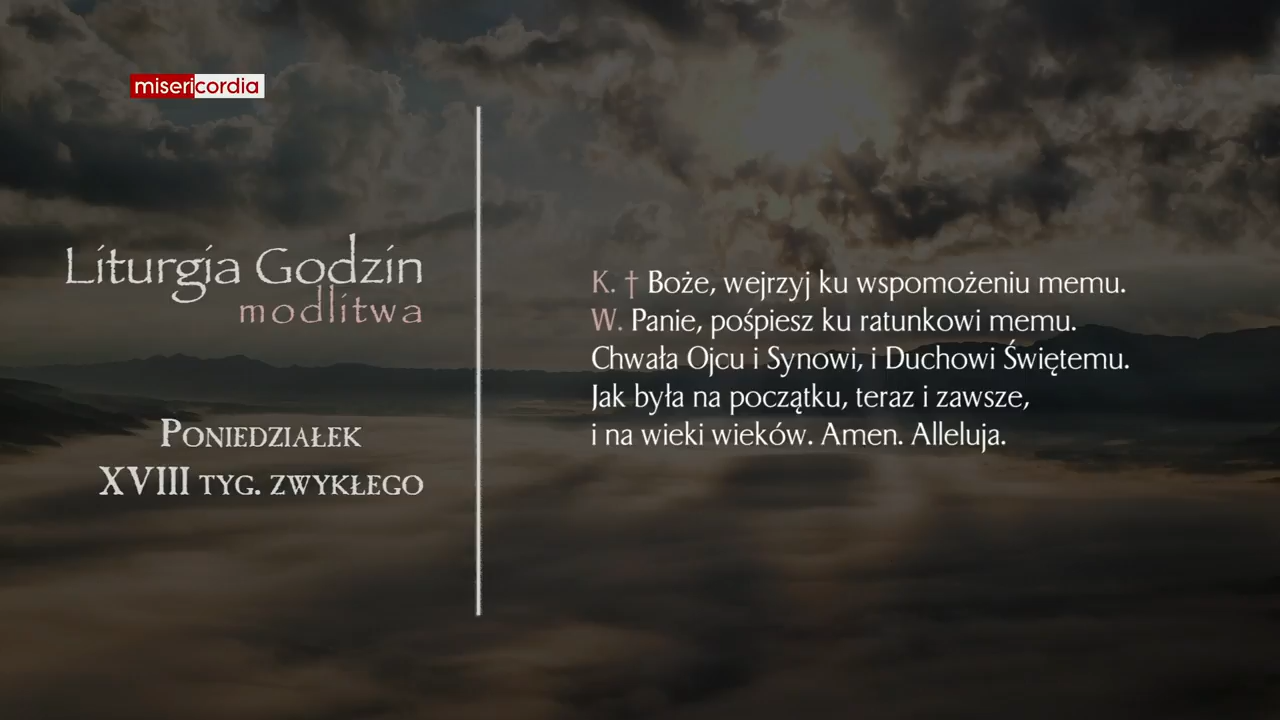 misericordia
Liturgia Godzin
modlitwa
Poniedziałek
XVIII tyg. zwykłego
K. † Boże, wejrzyj ku wspomożeniu memu.
W. Panie, pośpiesz ku ratunkowi memu.
Chwała Ojcu i Synowi, i Duchowi Świętemu.
Jak była na początku, teraz i zawsze,
i na wieki wieków. Amen. Alleluja.